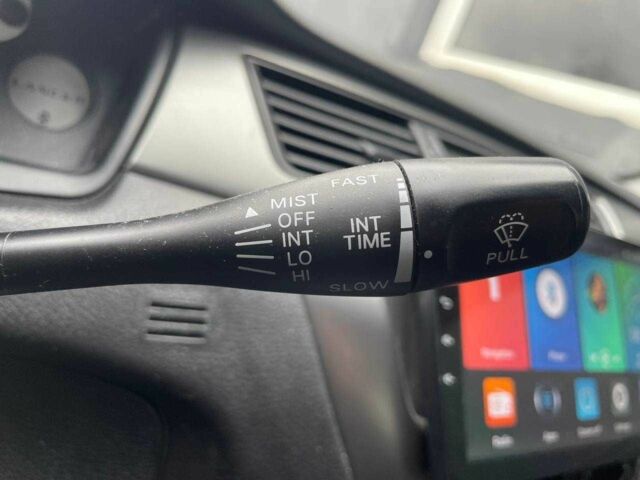 FAST
MIST
OFF
INT
LO
HI
INT
TIME
SLOW
PULL